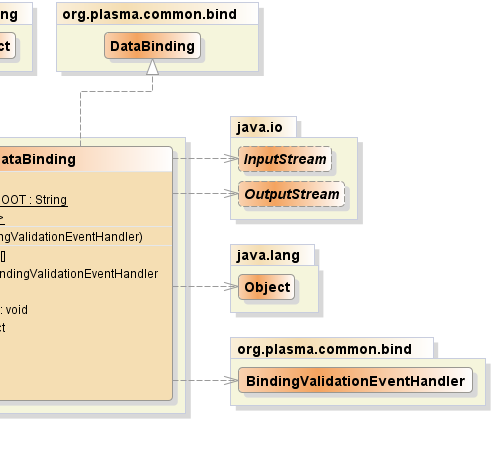 ng
org.plasma.common.bind
ct
DataBinding
java.io
ataBinding
InputStream
OOT : String
OutputStream
>
ngValidationEventHandler)
[]
java.lang
ndingValidationEventHandler
Object
: void
ct
org.plasma.common.bind
BindingValidationEventHandler